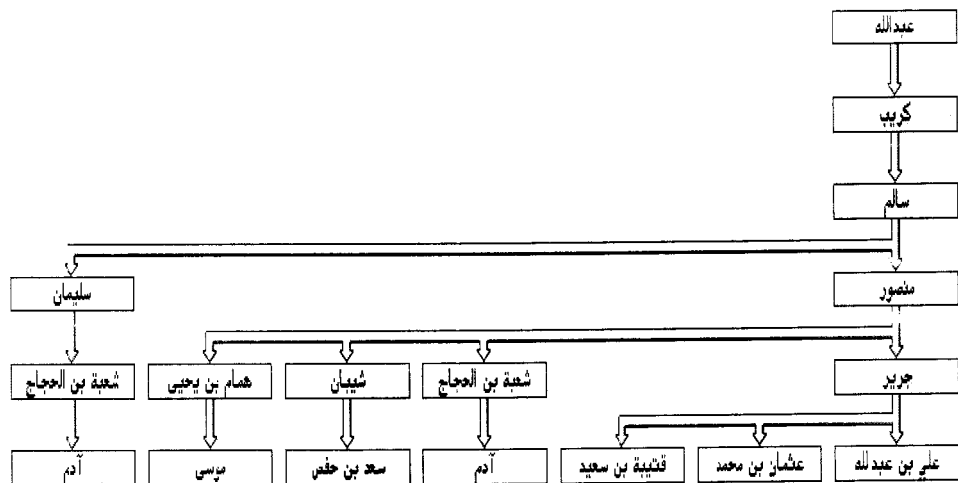 عبدالله
كريب
سالم
منصور
سليمان
جرير
شعبة بن الحجاج
شيبان
همام بن يحيى
شعبة بن الحجاج
علي بن عبدلله
عثمان بن محمد
قتيبة بن سعيد
آدم
سعد بن حفص
موسى
آدم